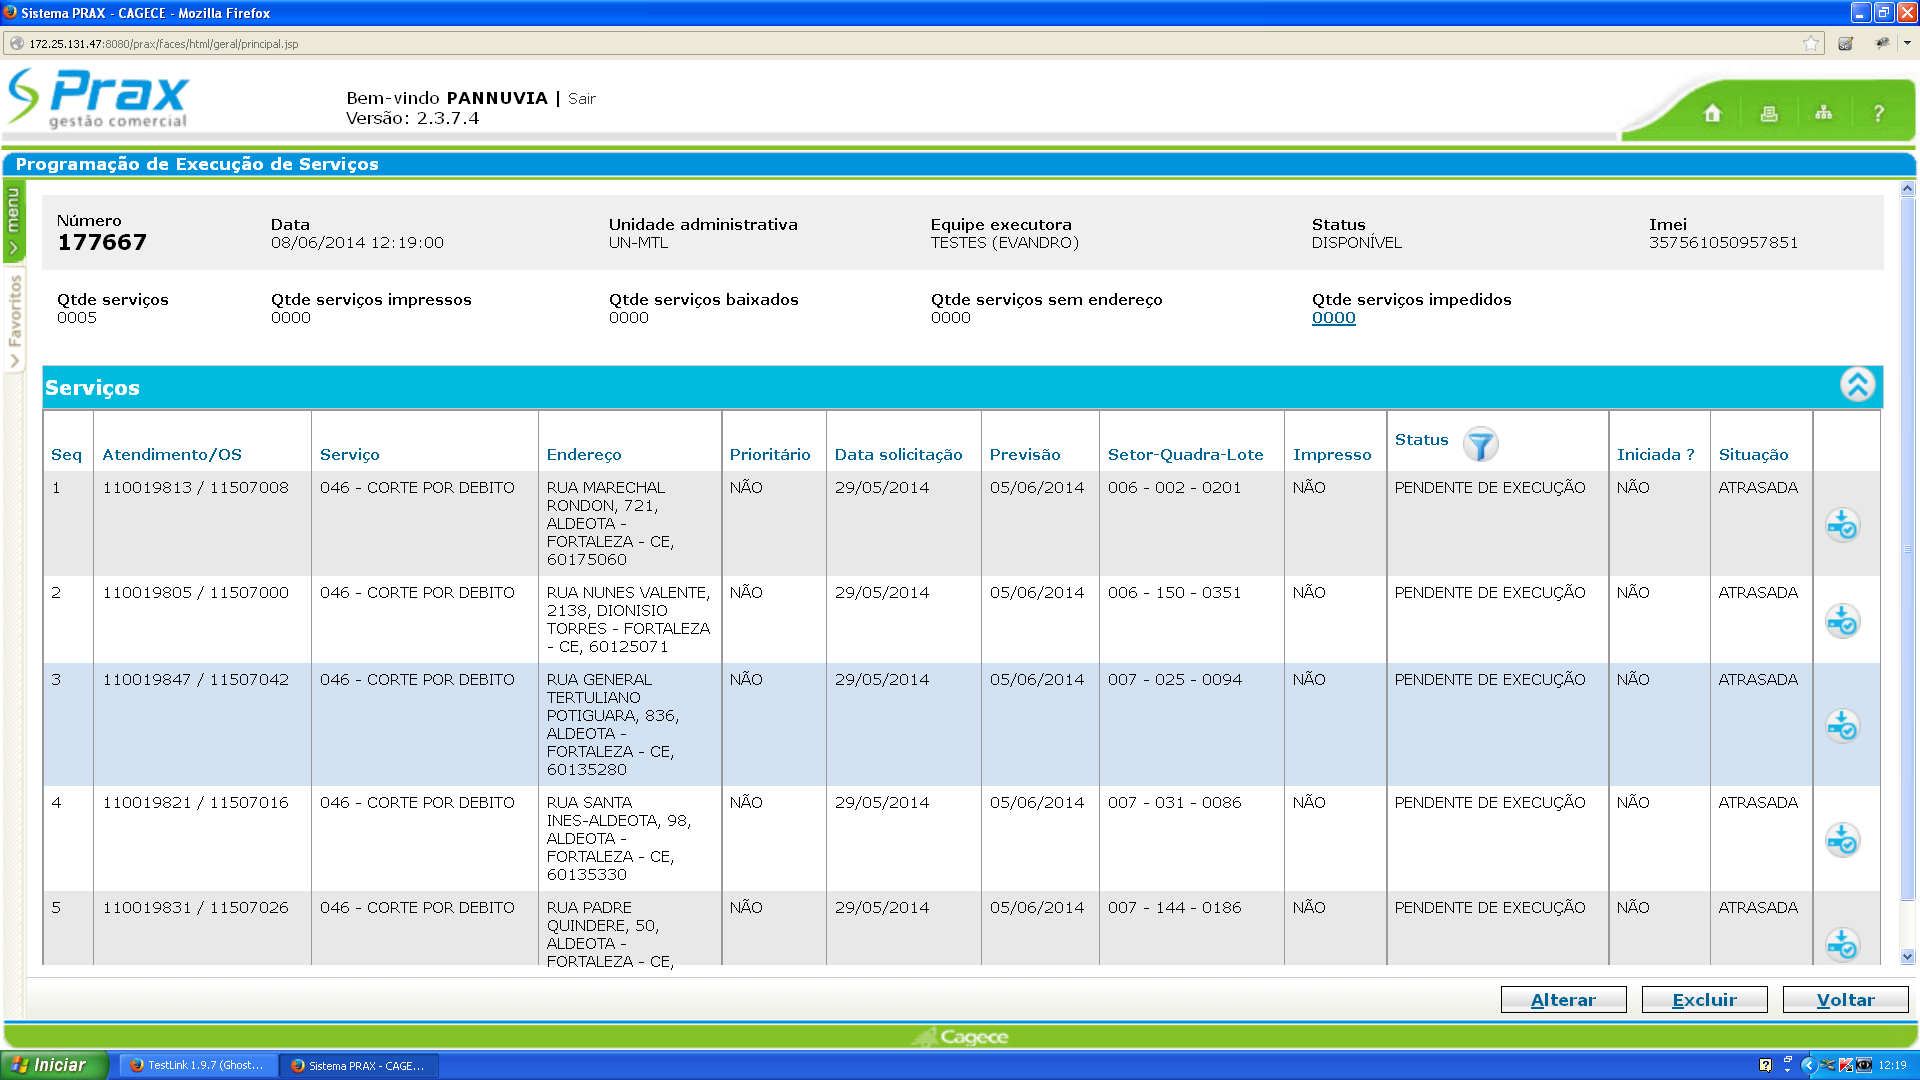 Sistema PRAX - CAGECE - Mozilla Firefox
172.25.131.47:8080/prax/faces/html/geral/principal.jsp
Prax
gestão comercial
Bem-vindo PANNUVIA | Sair
Versão: 2.3.7.4
?
Programação de Execução de Serviços
menu
Favoritos
Número
177667
Data
08/06/2014 12:19:00
Unidade administrativa
UN-MTL
Equipe executora
TESTES (EVANDRO)
Status
DISPONÍVEL
Imei
357561050957851
Qtde serviços
0005
Qtde serviços impressos
0000
Qtde serviços baixados
0000
Qtde serviços sem endereço
0000
Qtde serviços impedidos
0000
Serviços
Seq Atendimento/OS Serviço Endereço Prioritário Data solicitação Previsão Setor-Quadra-Lote Impresso Status Iniciada ? Situação
1 110019813 / 11507008 046 - CORTE POR DEBITO RUA MARECHAL NÃO 29/05/2014 05/06/2014 006 - 002 - 0201 NÃO PENDENTE DE EXECUÇÃO NÃO ATRASADA
RONDON, 721,
ALDEOTA -
FORTALEZA - CE,
60175060
2 110019805 / 11507000 046 - CORTE POR DEBITO RUA NUNES VALENTE, NÃO 29/05/2014 05/06/2014 006 - 150 - 0351 NÃO PENDENTE DE EXECUÇÃO NÃO ATRASADA
2138, DIONISIO
TORRES - FORTALEZA
- CE, 60125071
3 110019847 / 11507042 046 - CORTE POR DEBITO RUA GENERAL NÃO 29/05/2014 05/06/2014 007 - 025 - 0094 NÃO PENDENTE DE EXECUÇÃO NÃO ATRASADA
TERTULIANO
POTIGUARA, 836,
ALDEOTA -
FORTALEZA - CE,
60135280
4 110019821 / 11507016 046 - CORTE POR DEBITO RUA SANTA NÃO 29/05/2014 05/06/2014 007 - 031 - 0086 NÃO PENDENTE DE EXECUÇÃO NÃO ATRASADA
INES-ALDEOTA, 98,
ALDEOTA -
FORTALEZA - CE,
60135330
5 110019831 / 11507026 046 - CORTE POR DEBITO RUA PADRE NÃO 29/05/2014 05/06/2014 007 - 144 - 0186 NÃO PENDENTE DE EXECUÇÃO NÃO ATRASADA
QUINDERE, 50,
ALDEOTA -
FORTALEZA - CE,
Alterar Excluir Voltar
Cagece
Iniciar TestLink 1.9.7 (Ghost... Sistema PRAX - CAGE... 12:19